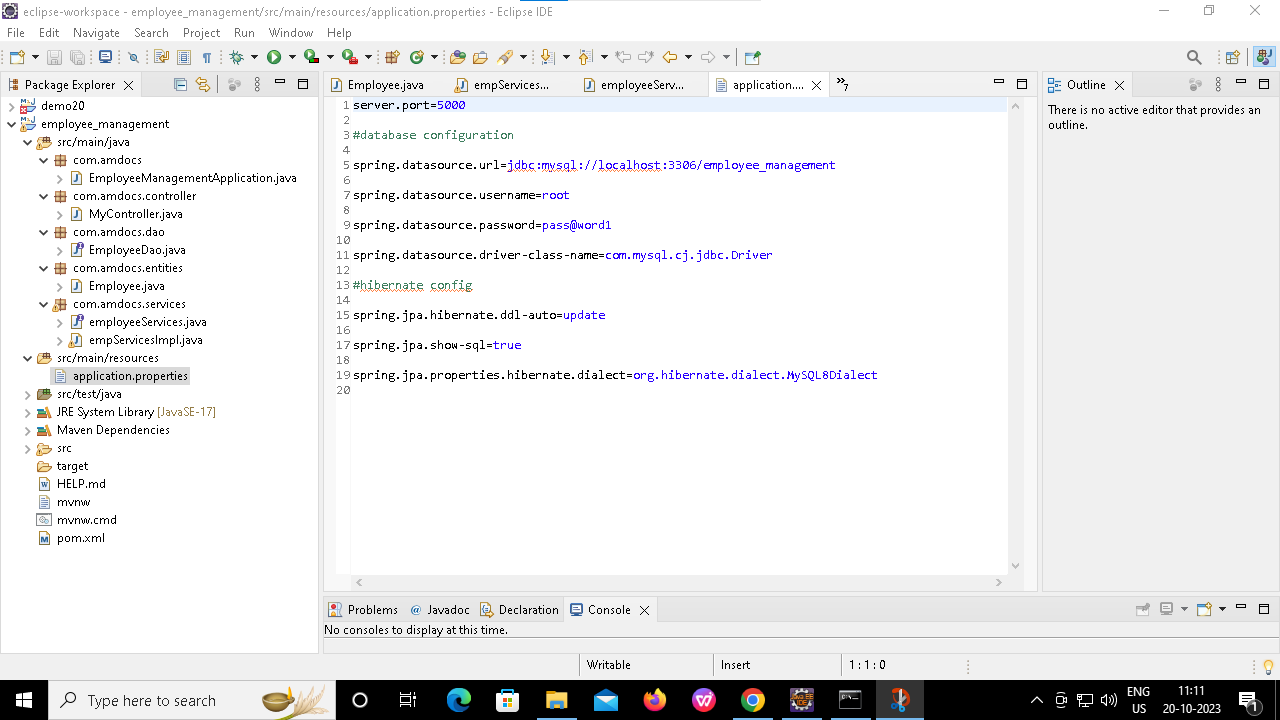 eclipse-workspace - employee_management/src/main/resources/application.properties - Eclipse IDE
File Edit Navigate Search Project Run Window Help
Package Explorer
demo20
employee_management
src/main/java
com.amdocs
EmployeeManagementApplication.java
com.amdocs.controller
MyController.java
com.amdocs.dao
EmployeeDao.java
com.amdocs.entities
Employee.java
com.amdocs.services
employeeServices.java
empServicesImpl.java
src/main/resources
application.properties
src/test/java
JRE System Library [JavaSE-17]
Maven Dependencies
src
target
HELP.md
mvnw
mvnw.cmd
pom.xml
Employee.java empServices... employeeServ... application.... 7
1 server.port=5000
2
3 #database configuration
4
5 spring.datasource.url=jdbc:mysql://localhost:3306/employee_management
6
7 spring.datasource.username=root
8
9 spring.datasource.password=pass@word1
10
11 spring.datasource.driver-class-name=com.mysql.cj.jdbc.Driver
12
13 #hibernate config
14
15 spring.jpa.hibernate.ddl-auto=update
16
17 spring.jpa.show-sql=true
18
19 spring.jpa.properties.hibernate.dialect=org.hibernate.dialect.MySQL8Dialect
20
Outline
There is no active editor that provides an
outline.
Problems @ Javadoc Declaration Console
No consoles to display at this time.
Writable Insert 1 : 1 : 0
Type here to search
ENG
US
11:11
20-10-2023
1